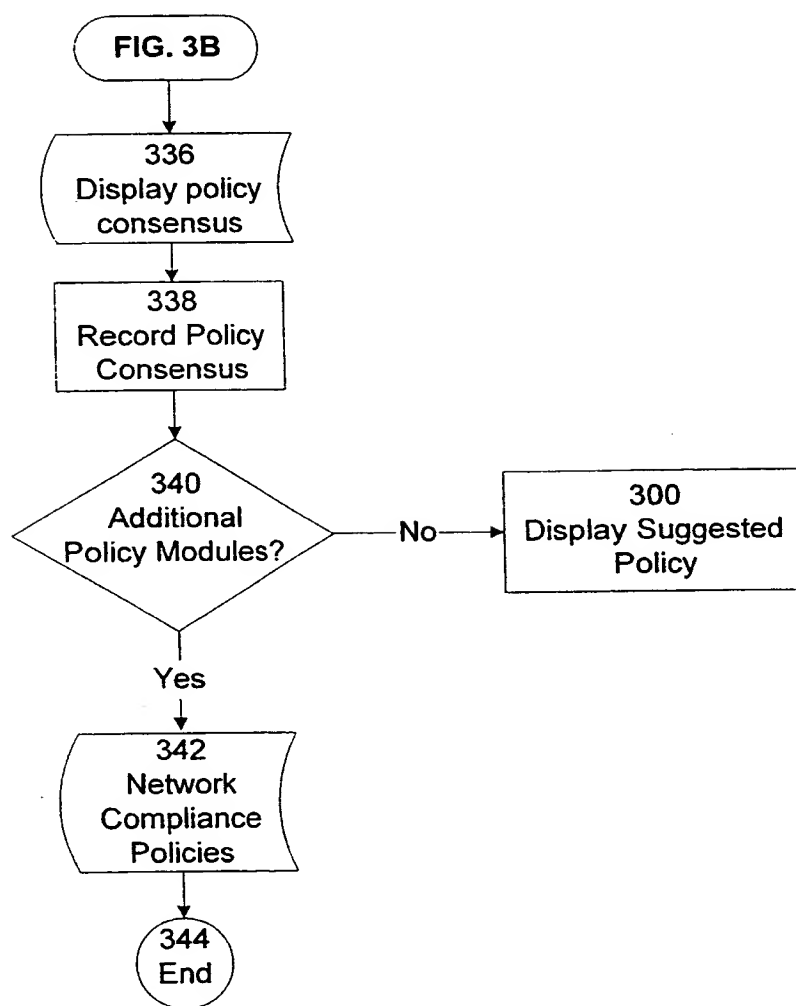 FIG. 3B
336
Display policy
consensus
338
Record Policy
Consensus
340
Additional
Policy Modules?
No
300
Display Suggested
Policy
Yes
342
Network
Compliance
Policies
344
End